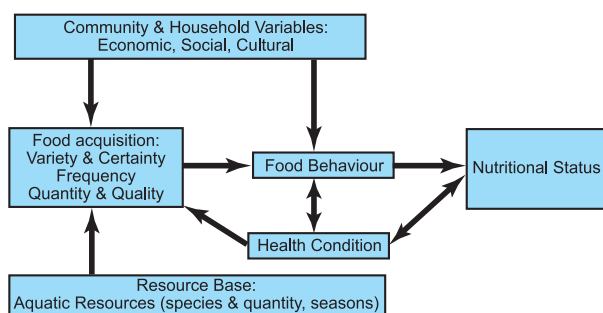 Community & Household Variables:
Economic, Social, Cultural
Food acquisition:
Variety & Certainty
Frequency
Quantity & Quality
Food Behaviour
Nutritional Status
Health Condition
Resource Base:
Aquatic Resources (species & quantity, seasons)